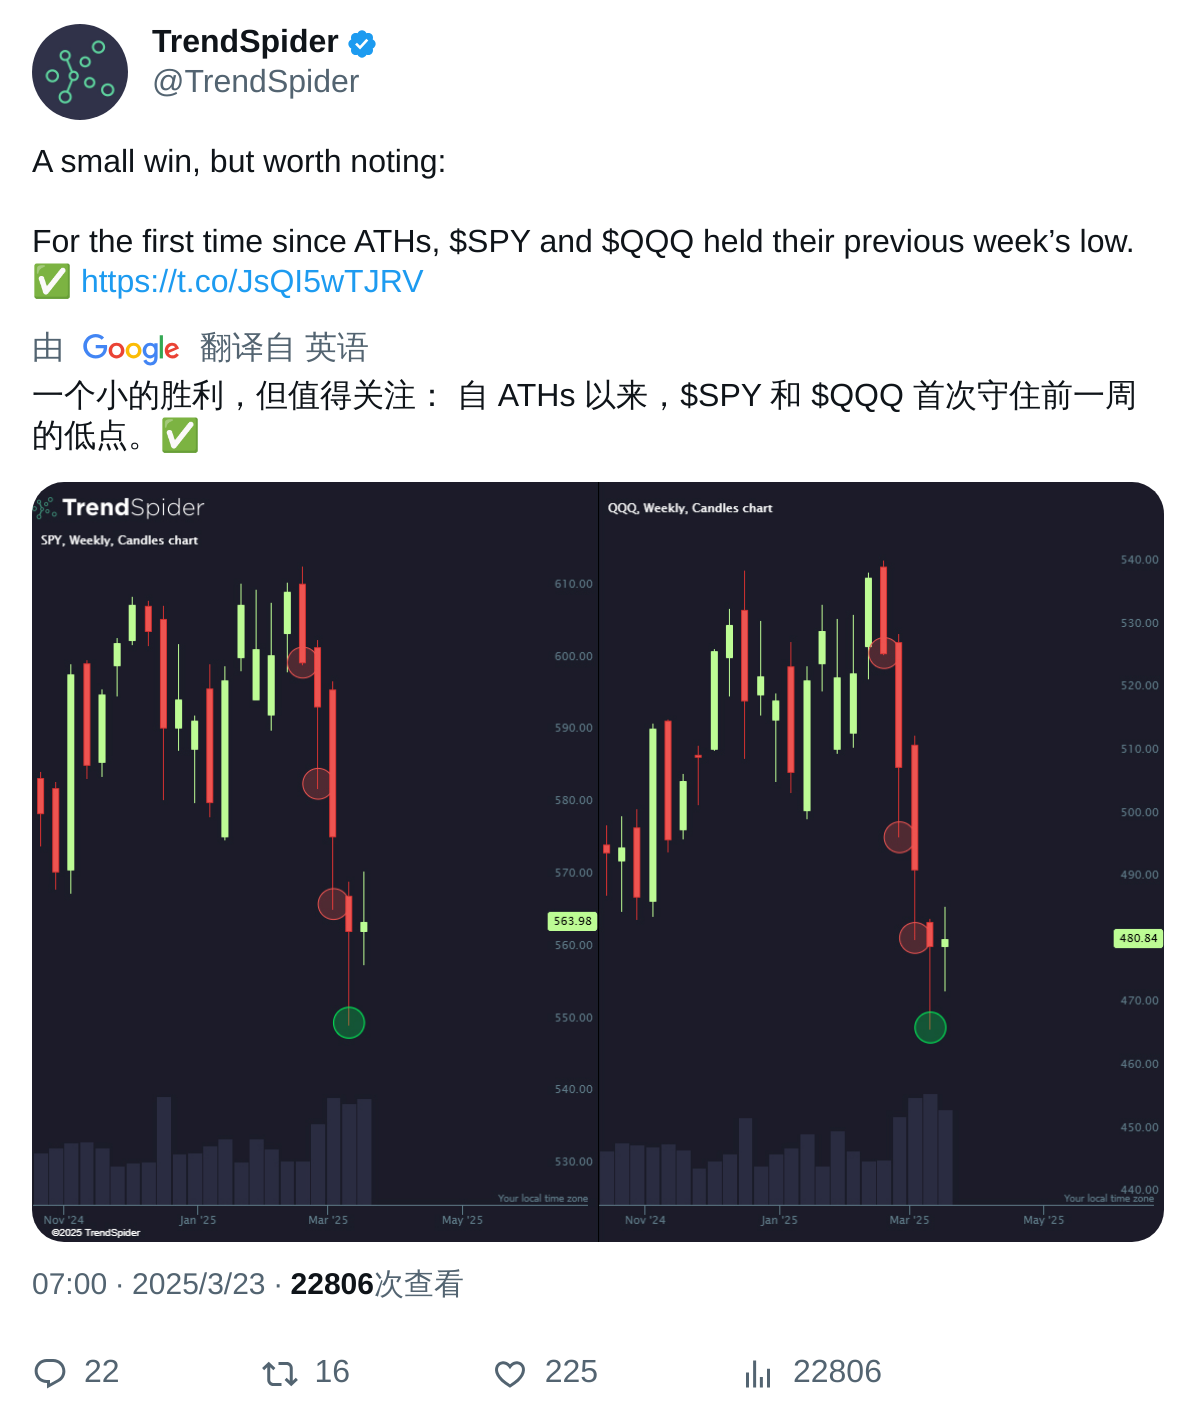 TrendSpider
@TrendSpider
A small win, but worth noting:
For the first time since ATHs, $SPY and $QQQ held their previous week’s low.
✅ https://t.co/JsQI5wTJRV
由 Google 翻译自 英语
一个小的胜利，但值得关注： 自 ATHs 以来，$SPY 和 $QQQ 首次守住前一周
的低点。✅
TrendSpider
SPY, Weekly, Candles chart
610.00
600.00
590.00
580.00
570.00
563.98
560.00
550.00
540.00
530.00
Your local time zone
Nov '24 Jan '25 Mar '25 May '25
©2025 TrendSpider
QQQ, Weekly, Candles chart
540.00
530.00
520.00
510.00
500.00
490.00
480.84
470.00
460.00
450.00
440.00
Your local time zone
Nov '24 Jan '25 Mar '25 May '25
07:00 · 2025/3/23 · 22806次查看
22 16 225 22806